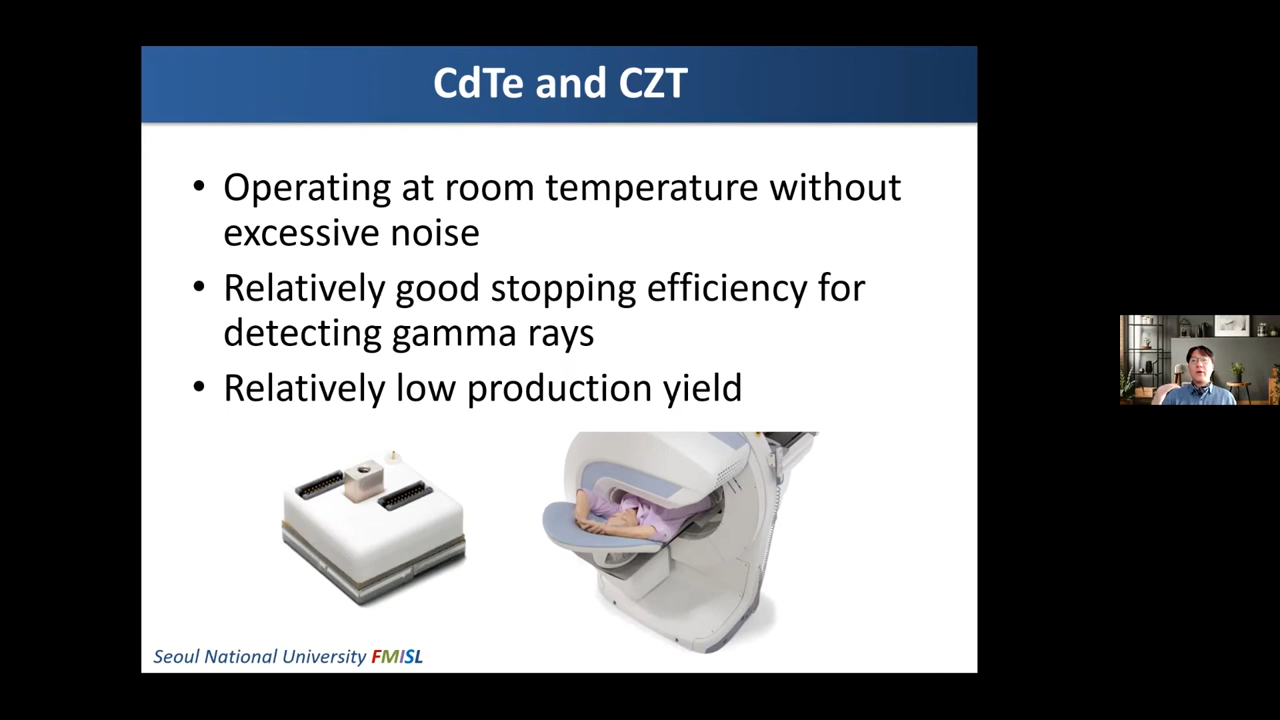 CdTe and CZT
• Operating at room temperature without
excessive noise
• Relatively good stopping efficiency for
detecting gamma rays
• Relatively low production yield
Seoul National University FMISL